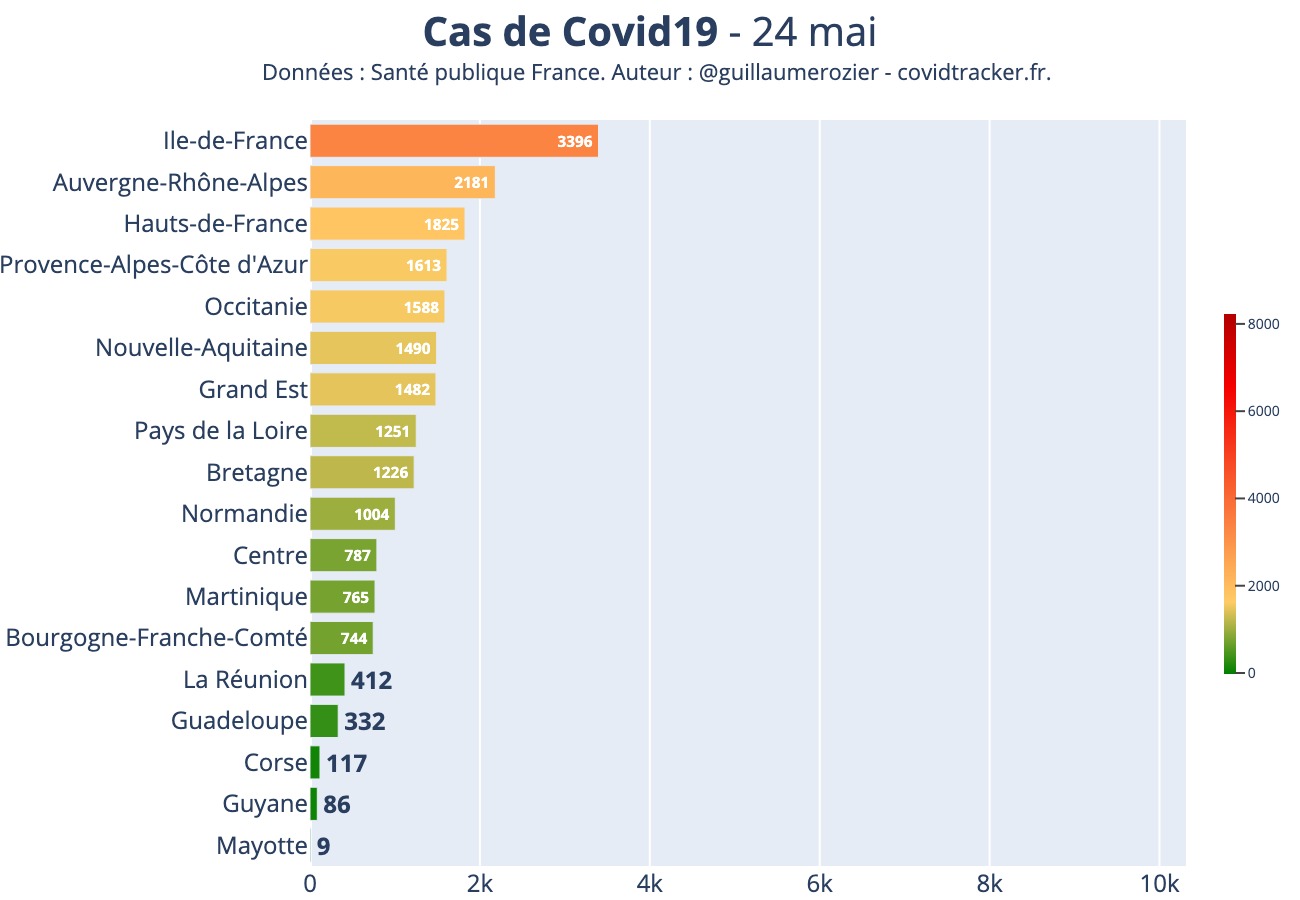 Cas de Covid19 - 24 mai
Données : Santé publique France. Auteur : @guillaumerozier - covidtracker.fr.
Ile-de-France 3396
Auvergne-Rhône-Alpes 2181
Hauts-de-France 1825
Provence-Alpes-Côte d'Azur 1613
Occitanie 1588
Nouvelle-Aquitaine 1490
Grand Est 1482
Pays de la Loire 1251
Bretagne 1226
Normandie 1004
Centre 787
Martinique 765
Bourgogne-Franche-Comté 744
La Réunion 412
Guadeloupe 332
Corse 117
Guyane 86
Mayotte 9
0 2k 4k 6k 8k 10k
8000
6000
4000
2000
0